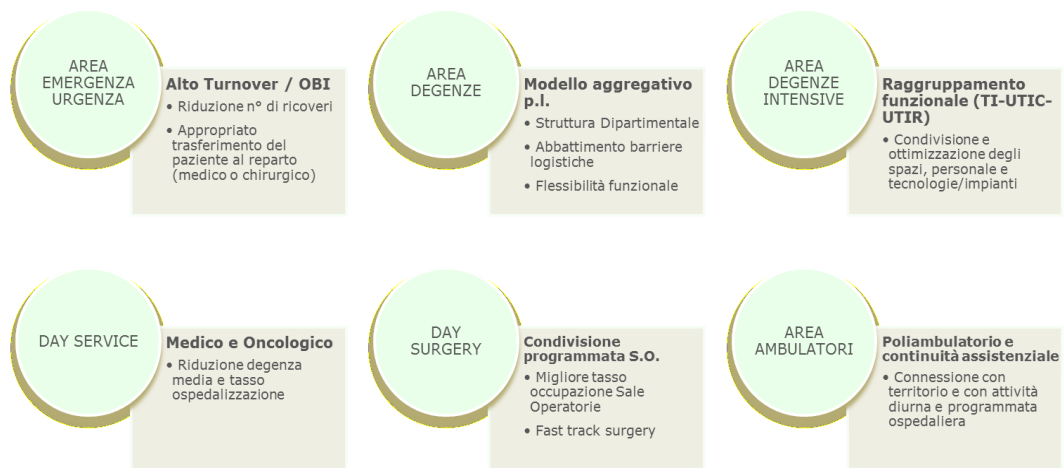 AREA
EMERGENZA
URGENZA
Alto Turnover / OBI
• Riduzione n° di ricoveri
• Appropriato
trasferimento del
paziente al reparto
(medico o chirurgico)
AREA
DEGENZE
Modello aggregativo
p.l.
• Struttura Dipartimentale
• Abbattimento barriere
logistiche
• Flessibilità funzionale
AREA
DEGENZE
INTENSIVE
Raggruppamento
funzionale (TI-UTIC-
UTIR)
• Condivisione e
ottimizzazione degli
spazi, personale e
tecnologie/impianti
DAY SERVICE
Medico e Oncologico
• Riduzione degenza
media e tasso
ospedalizzazione
DAY
SURGERY
Condivisione
programmata S.O.
• Migliore tasso
occupazione Sale
Operatorie
• Fast track surgery
AREA
AMBULATORI
Poliambulatorio e
continuità assistenziale
• Connessione con
territorio e con attività
diurna e programmata
ospedaliera